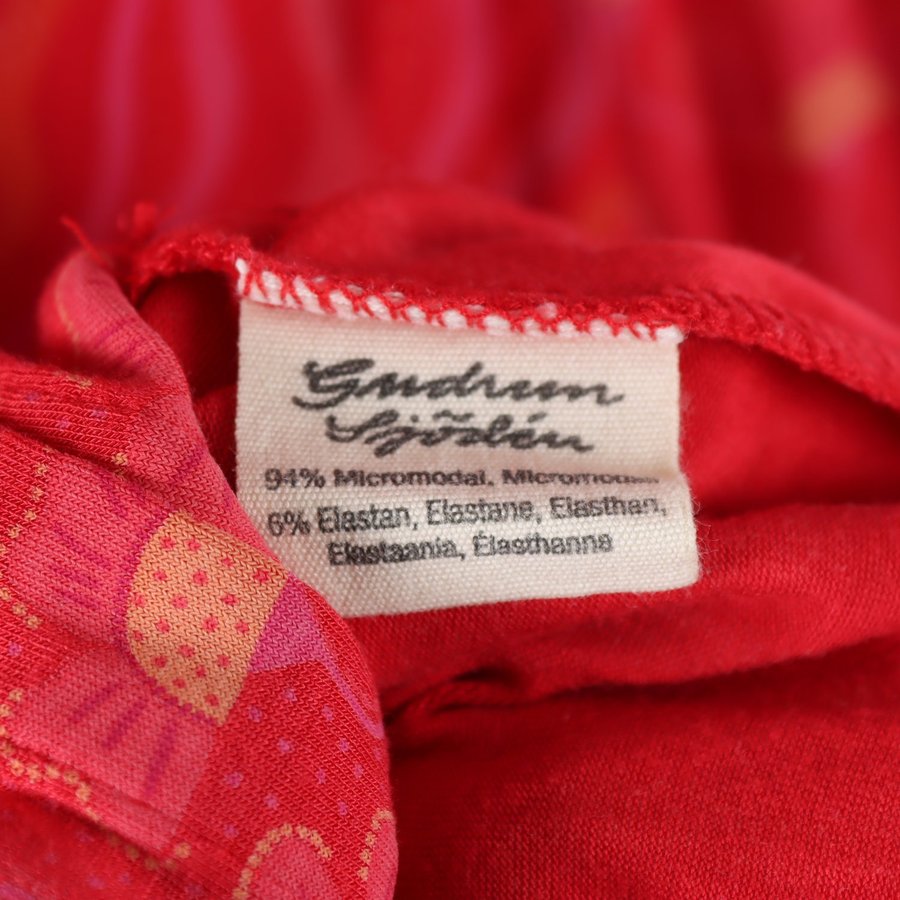 Gudrun
Sjödén
94% Micromodal, Micromodal,
6% Elastan, Elastane, Elasthan,
Elastaania, Élasthanne